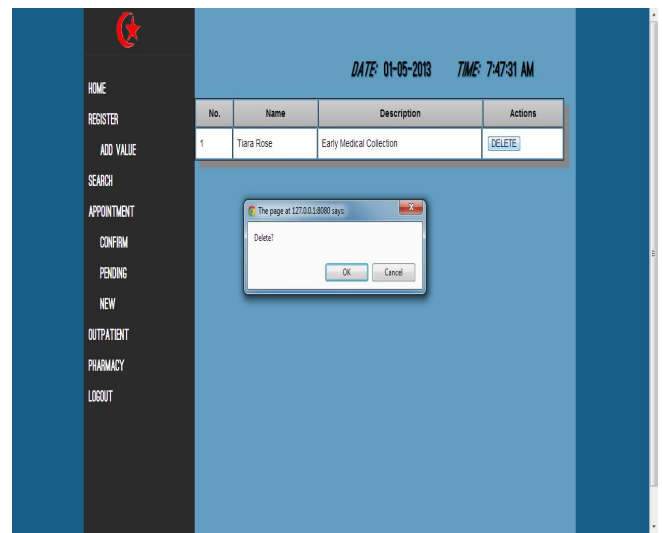 DATE: 01-05-2013 TIME: 7:47:31 AM
HOME
REGISTER
ADD VALUE
SEARCH
APPOINTMENT
CONFIRM
PENDING
NEW
OUTPATIENT
PHARMACY
LOGOUT
No. Name Description Actions
1 Tiara Rose Early Medical Collection DELETE
The page at 127.0.0.1:8080 says:
Delete?
OK Cancel